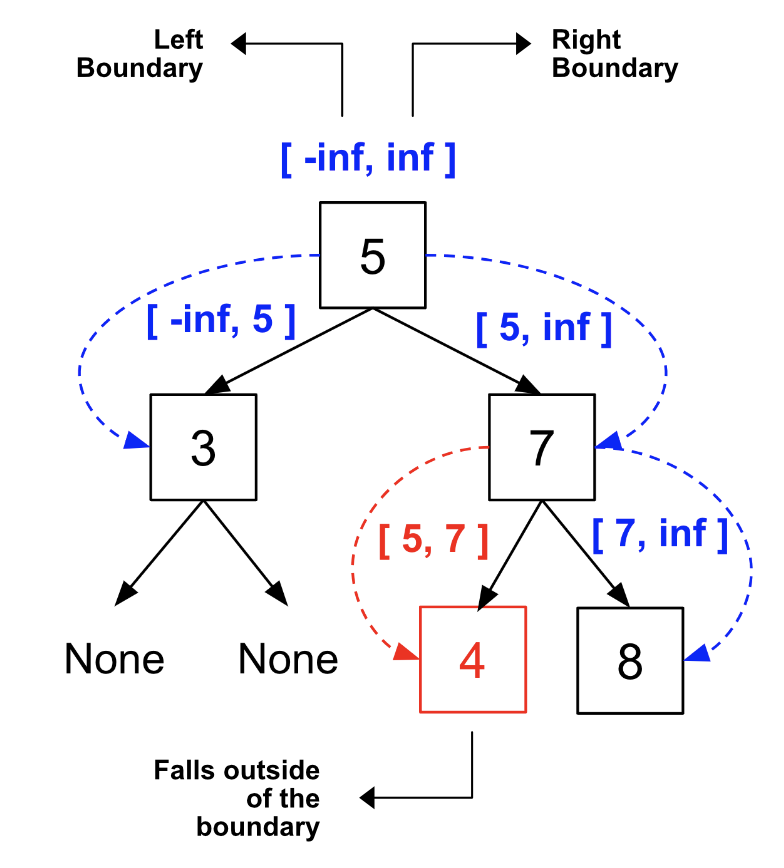 Left
Boundary
Right
Boundary
[ -inf, inf ]
5
[ -inf, 5 ]
[ 5, inf ]
3
7
[ 5, 7 ]
[ 7, inf ]
None
None
4
8
Falls outside
of the
boundary